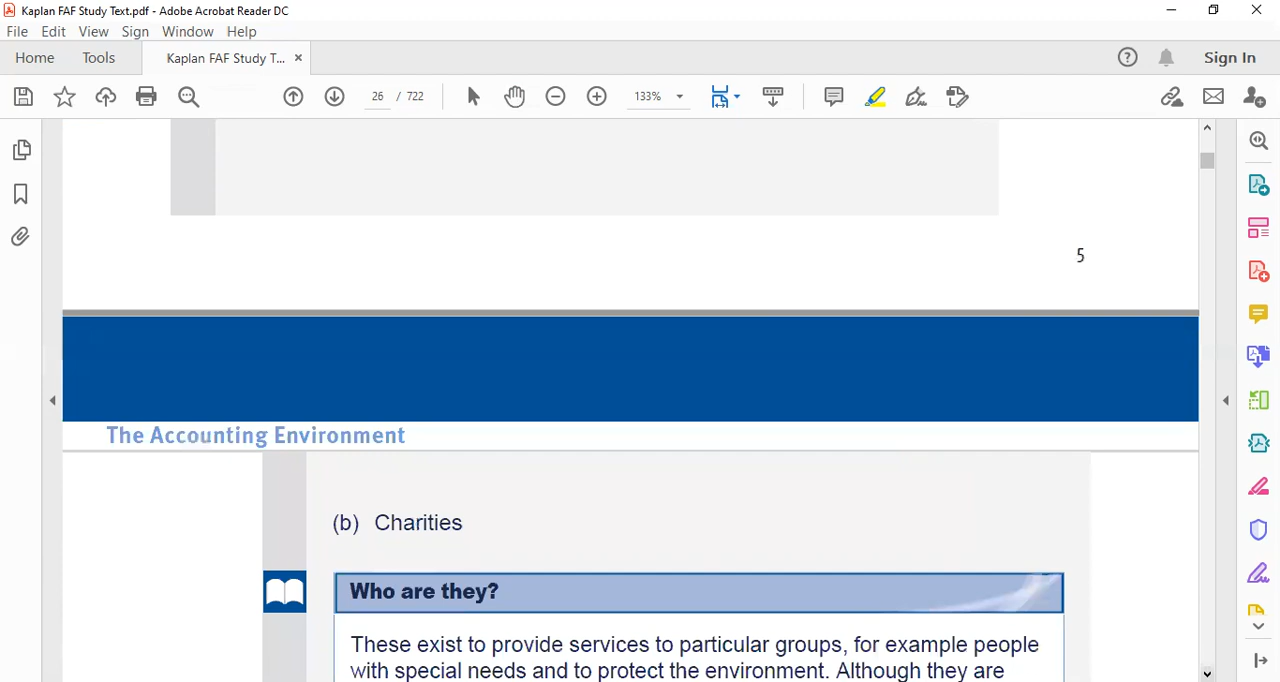 Kaplan FAF Study Text.pdf - Adobe Acrobat Reader DC
File Edit View Sign Window Help
Home Tools Kaplan FAF Study T... × Sign In
26 / 722 133%
5
The Accounting Environment
(b) Charities
Who are they?
These exist to provide services to particular groups, for example people
with special needs and to protect the environment. Although they are